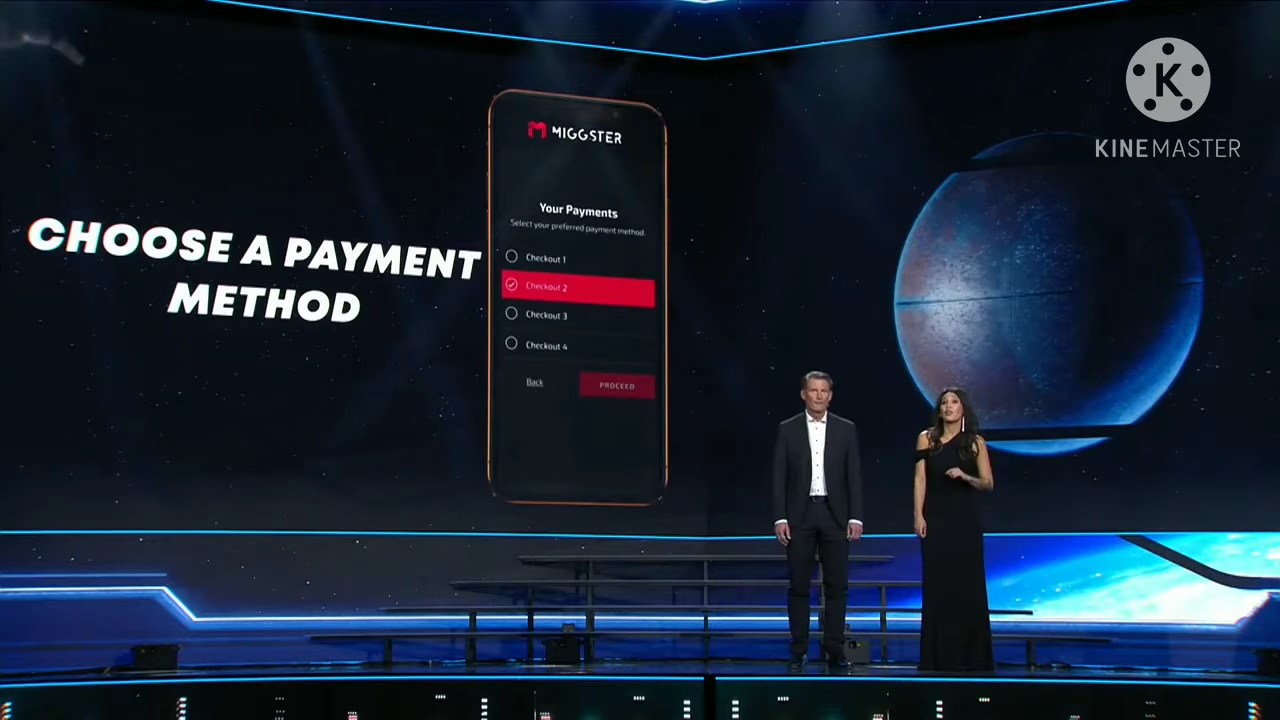 K
KINEMASTER
MIGGSTER
CHOOSE A PAYMENT
METHOD
Your Payments
Select your preferred payment method.
Checkout 1
Checkout 2
Checkout 3
Checkout 4
Back
PROCEED